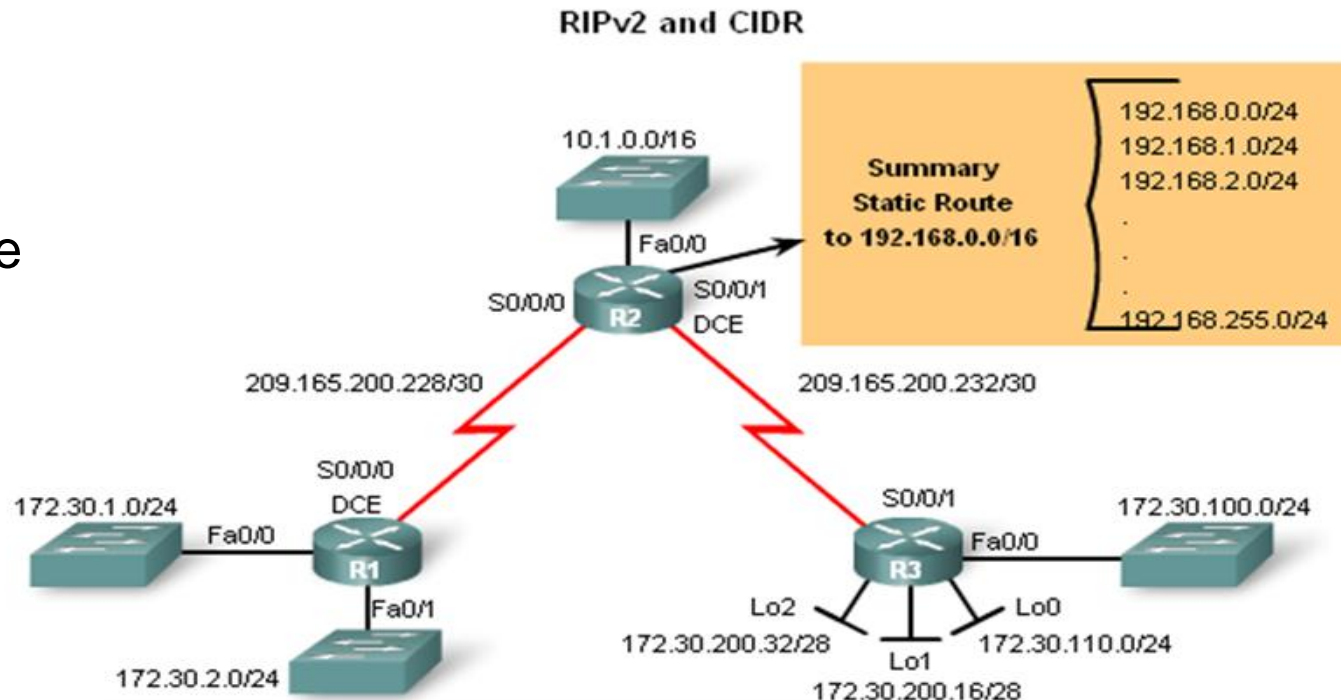 RIPv2 and CIDR
192.168.0.0/24
192.168.1.0/24
192.168.2.0/24
.
.
.
192.168.255.0/24
Summary
Static Route
to 192.168.0.0/16
10.1.0.0/16
e
Fa0/0
S0/0/0
R2
S0/0/1
DCE
209.165.200.228/30
209.165.200.232/30
S0/0/0
DCE
172.30.1.0/24
Fa0/0
R1
Fa0/1
172.30.2.0/24
S0/0/1
172.30.100.0/24
Fa0/0
R3
Lo2
Lo0
172.30.200.32/28
172.30.110.0/24
Lo1
172.30.200.16/28